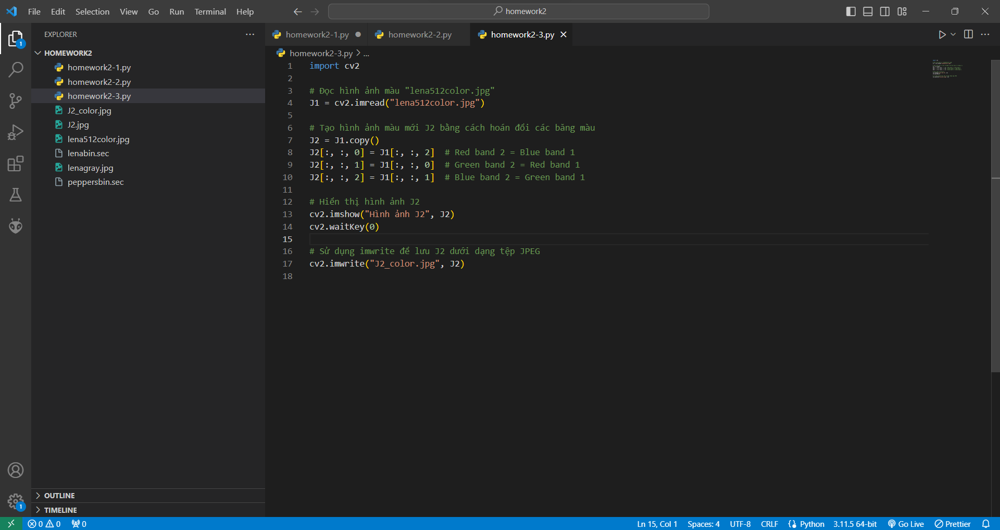 File Edit Selection View Go Run Terminal Help
homework2
EXPLORER
HOMEWORK2
homework2-1.py
homework2-2.py
homework2-3.py
J2_color.jpg
J2.jpg
lena512color.jpg
lenabin.sec
lenagray.jpg
peppersbin.sec
OUTLINE
TIMELINE
homework2-1.py homework2-2.py homework2-3.py
homework2-3.py > ...
1 import cv2
2
3 # Đọc hình ảnh màu "lena512color.jpg"
4 J1 = cv2.imread("lena512color.jpg")
5
6 # Tạo hình ảnh màu mới J2 bằng cách hoán đổi các băng màu
7 J2 = J1.copy()
8 J2[:, :, 0] = J1[:, :, 2]  # Red band 2 = Blue band 1
9 J2[:, :, 1] = J1[:, :, 0]  # Green band 2 = Red band 1
10 J2[:, :, 2] = J1[:, :, 1]  # Blue band 2 = Green band 1
11
12 # Hiển thị hình ảnh J2
13 cv2.imshow("Hình ảnh J2", J2)
14 cv2.waitKey(0)
15
16 # Sử dụng imwrite để lưu J2 dưới dạng tệp JPEG
17 cv2.imwrite("J2_color.jpg", J2)
18
1
1
0 0 0 Ln 15, Col 1 Spaces: 4 UTF-8 CRLF Python 3.11.5 64-bit Go Live Prettier